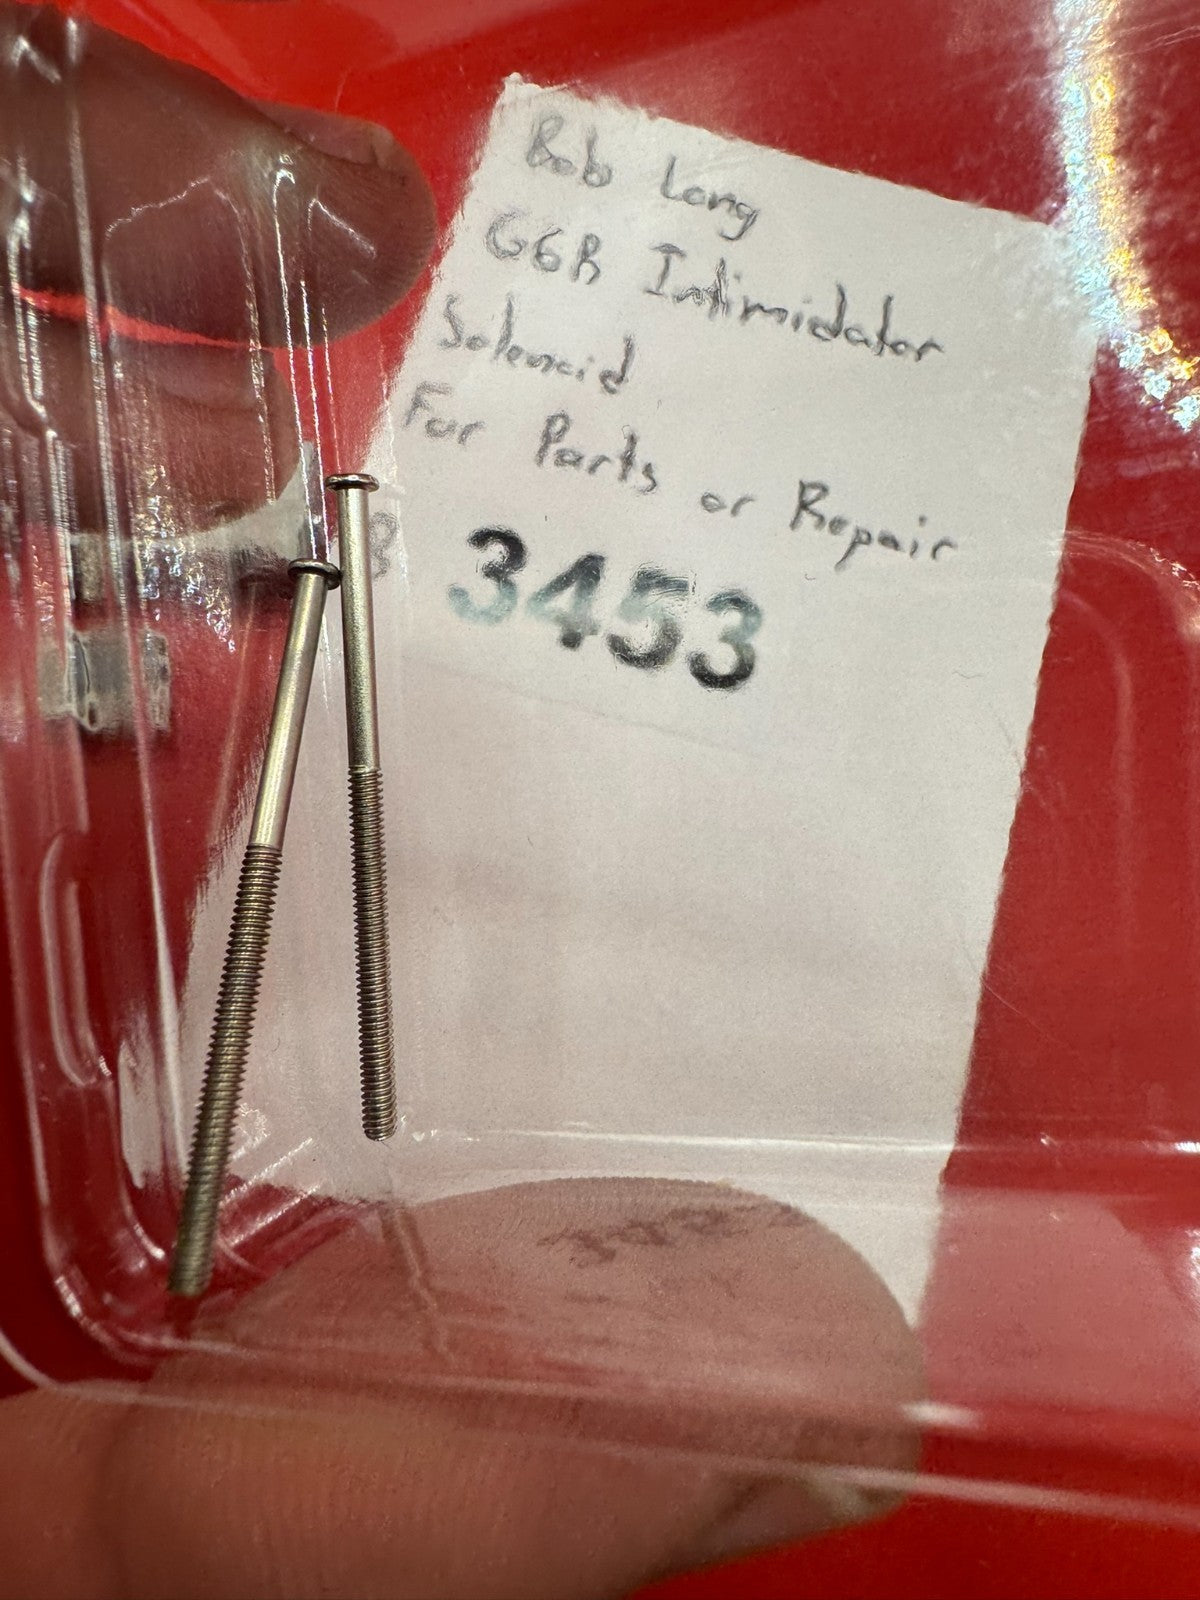 Bob Long
G6R Intimidator
Solenoid
For Parts or Repair
3453